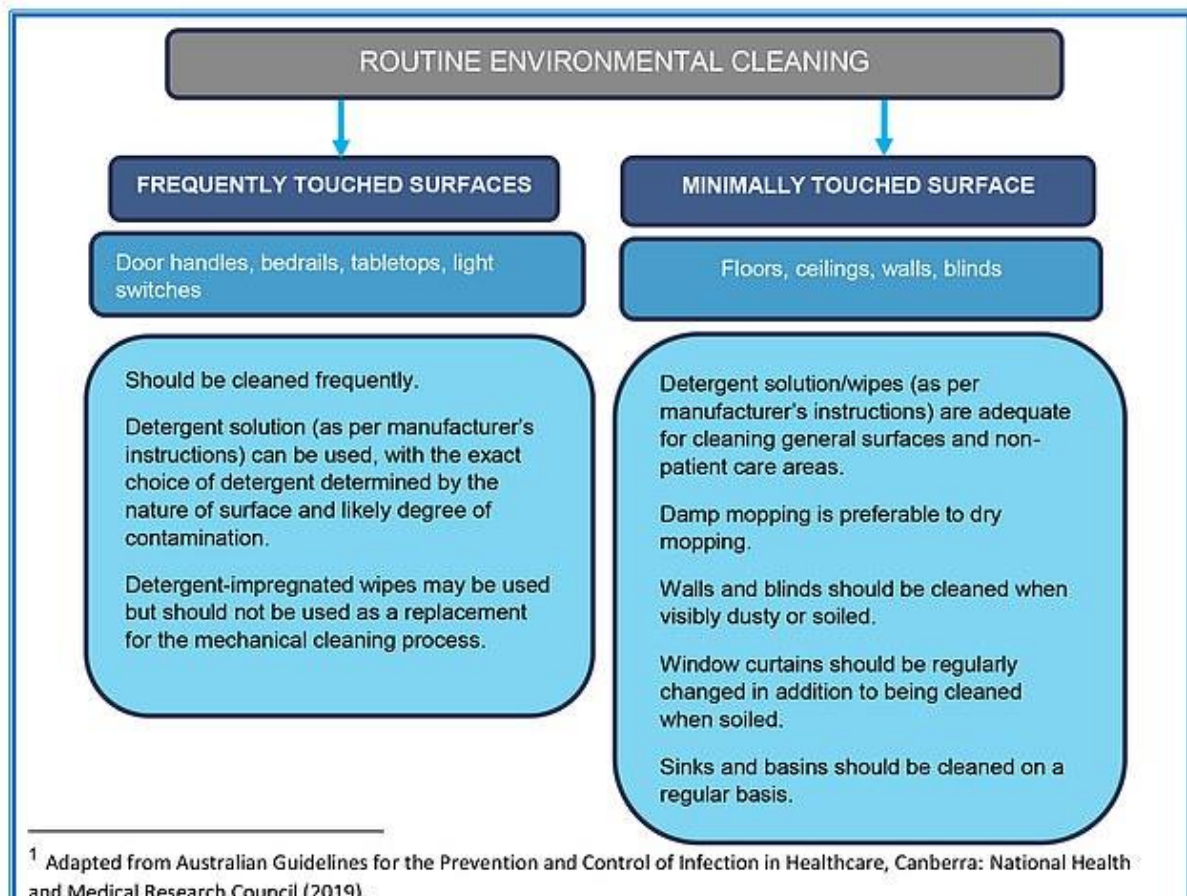 ROUTINE ENVIRONMENTAL CLEANING
FREQUENTLY TOUCHED SURFACES
Door handles, bedrails, tabletops, light
switches
Should be cleaned frequently.
Detergent solution (as per manufacturer's
instructions) can be used, with the exact
choice of detergent determined by the
nature of surface and likely degree of
contamination.
Detergent-impregnated wipes may be used
but should not be used as a replacement
for the mechanical cleaning process.
MINIMALLY TOUCHED SURFACE
Floors, ceilings, walls, blinds
Detergent solution/wipes (as per
manufacturer's instructions) are adequate
for cleaning general surfaces and non-
patient care areas.
Damp mopping is preferable to dry
mopping.
Walls and blinds should be cleaned when
visibly dusty or soiled.
Window curtains should be regularly
changed in addition to being cleaned
when soiled.
Sinks and basins should be cleaned on a
regular basis.
1 Adapted from Australian Guidelines for the Prevention and Control of Infection in Healthcare, Canberra: National Health
and Medical Research Council (2019)